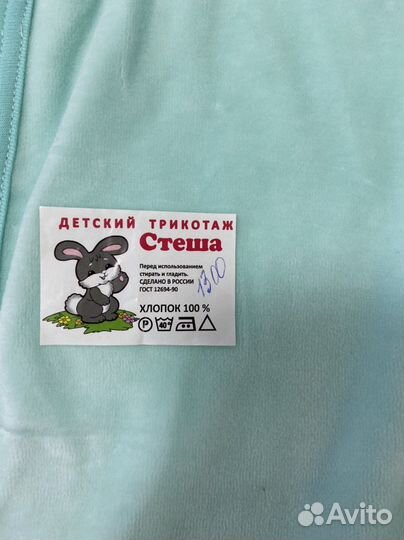 ДЕТСКИЙ ТРИКОТАЖ
Стеша
Перед использованием
стирать и гладить.
СДЕЛАНО В РОССИИ
ГОСТ 12694-90
1300
ХЛОПОК 100 %
P 40°
Avito